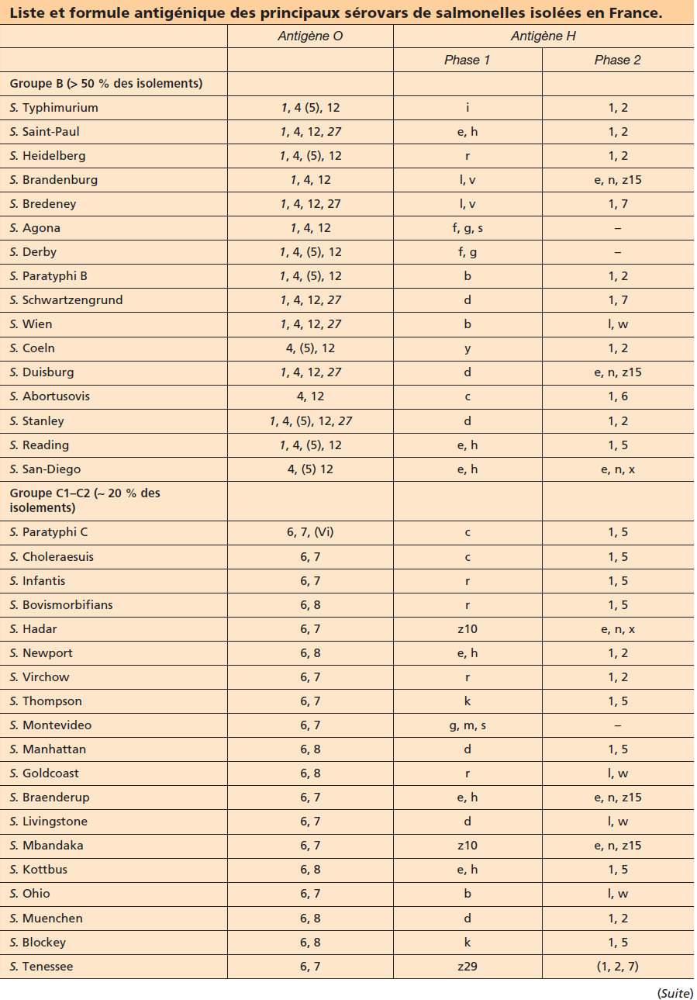 Liste et formule antigénique des principaux sérovars de salmonelles isolées en France.
Antigène O Antigène H
Phase 1 Phase 2
Groupe B (> 50 % des isolements)
S. Typhimurium 1, 4 (5), 12 i 1, 2
S. Saint-Paul 1, 4, 12, 27 e, h 1, 2
S. Heidelberg 1, 4, (5), 12 r 1, 2
S. Brandenburg 1, 4, 12 l, v e, n, z15
S. Bredeney 1, 4, 12, 27 l, v 1, 7
S. Agona 1, 4, 12 f, g, s –
S. Derby 1, 4, (5), 12 f, g –
S. Paratyphi B 1, 4, (5), 12 b 1, 2
S. Schwartzengrund 1, 4, 12, 27 d 1, 7
S. Wien 1, 4, 12, 27 b l, w
S. Coeln 4, (5), 12 y 1, 2
S. Duisburg 1, 4, 12, 27 d e, n, z15
S. Abortusovis 4, 12 c 1, 6
S. Stanley 1, 4, (5), 12, 27 d 1, 2
S. Reading 1, 4, (5), 12 e, h 1, 5
S. San-Diego 4, (5) 12 e, h e, n, x
Groupe C1–C2 (~ 20 % des
isolements)
S. Paratyphi C 6, 7, (Vi) c 1, 5
S. Choleraesuis 6, 7 c 1, 5
S. Infantis 6, 7 r 1, 5
S. Bovismorbifians 6, 8 r 1, 5
S. Hadar 6, 7 z10 e, n, x
S. Newport 6, 8 e, h 1, 2
S. Virchow 6, 7 r 1, 2
S. Thompson 6, 7 k 1, 5
S. Montevideo 6, 7 g, m, s –
S. Manhattan 6, 8 d 1, 5
S. Goldcoast 6, 8 r l, w
S. Braenderup 6, 7 e, h e, n, z15
S. Livingstone 6, 7 d l, w
S. Mbandaka 6, 7 z10 e, n, z15
S. Kottbus 6, 8 e, h 1, 5
S. Ohio 6, 7 b l, w
S. Muenchen 6, 8 d 1, 2
S. Blockey 6, 8 k 1, 5
S. Tenessee 6, 7 z29 (1, 2, 7)
(Suite)